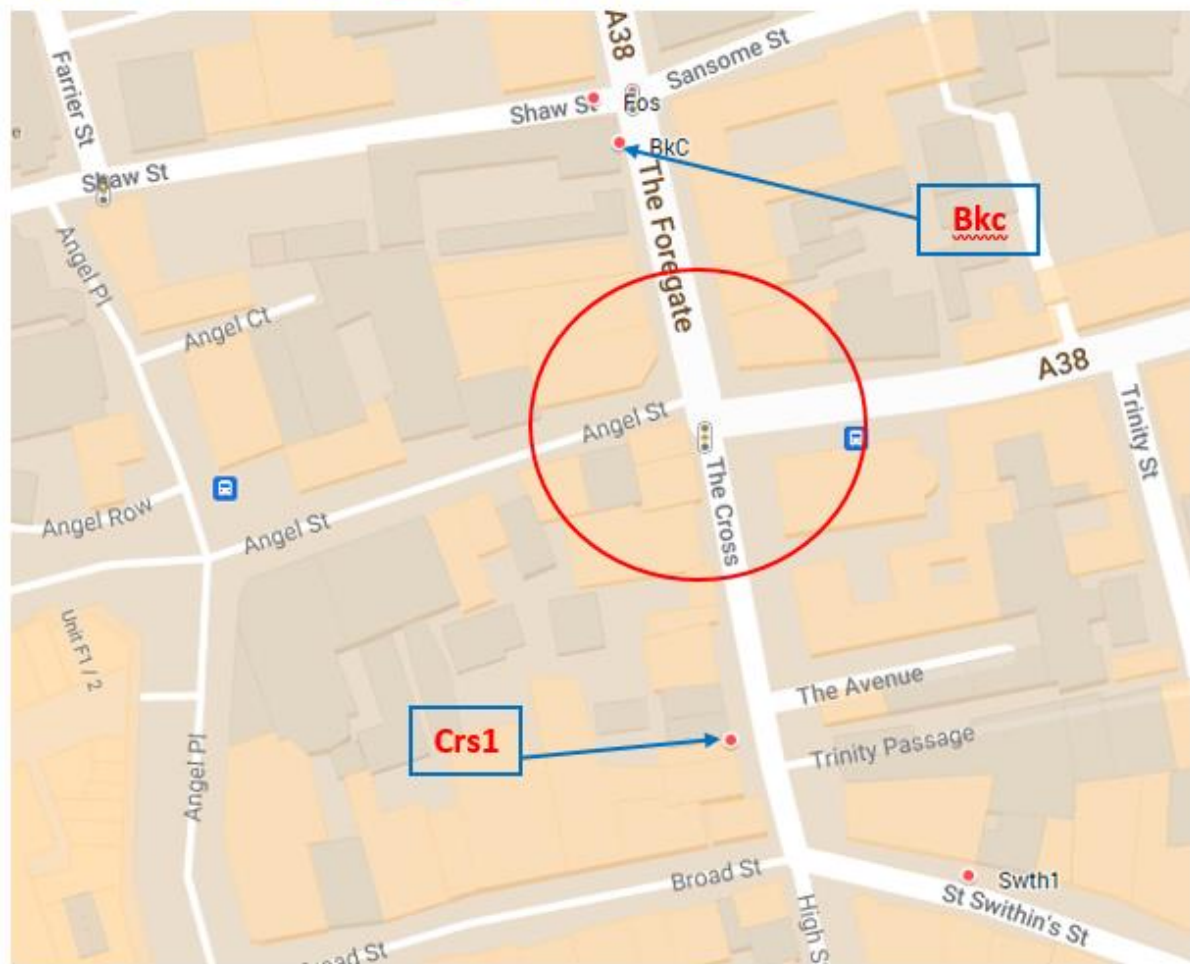 A38
Sansome St
Farrier St
Shaw St
Fos
BkC
Shaw St
The Foregate
Bkc
Angel Pl
Angel Ct
A38
Angel St
Trinity St
The Cross
Angel Row
Angel St
Unit F1 / 2
The Avenue
Crs1
Trinity Passage
Angel Pl
Broad St
Swth1
St Swithin's St
High S
oad St